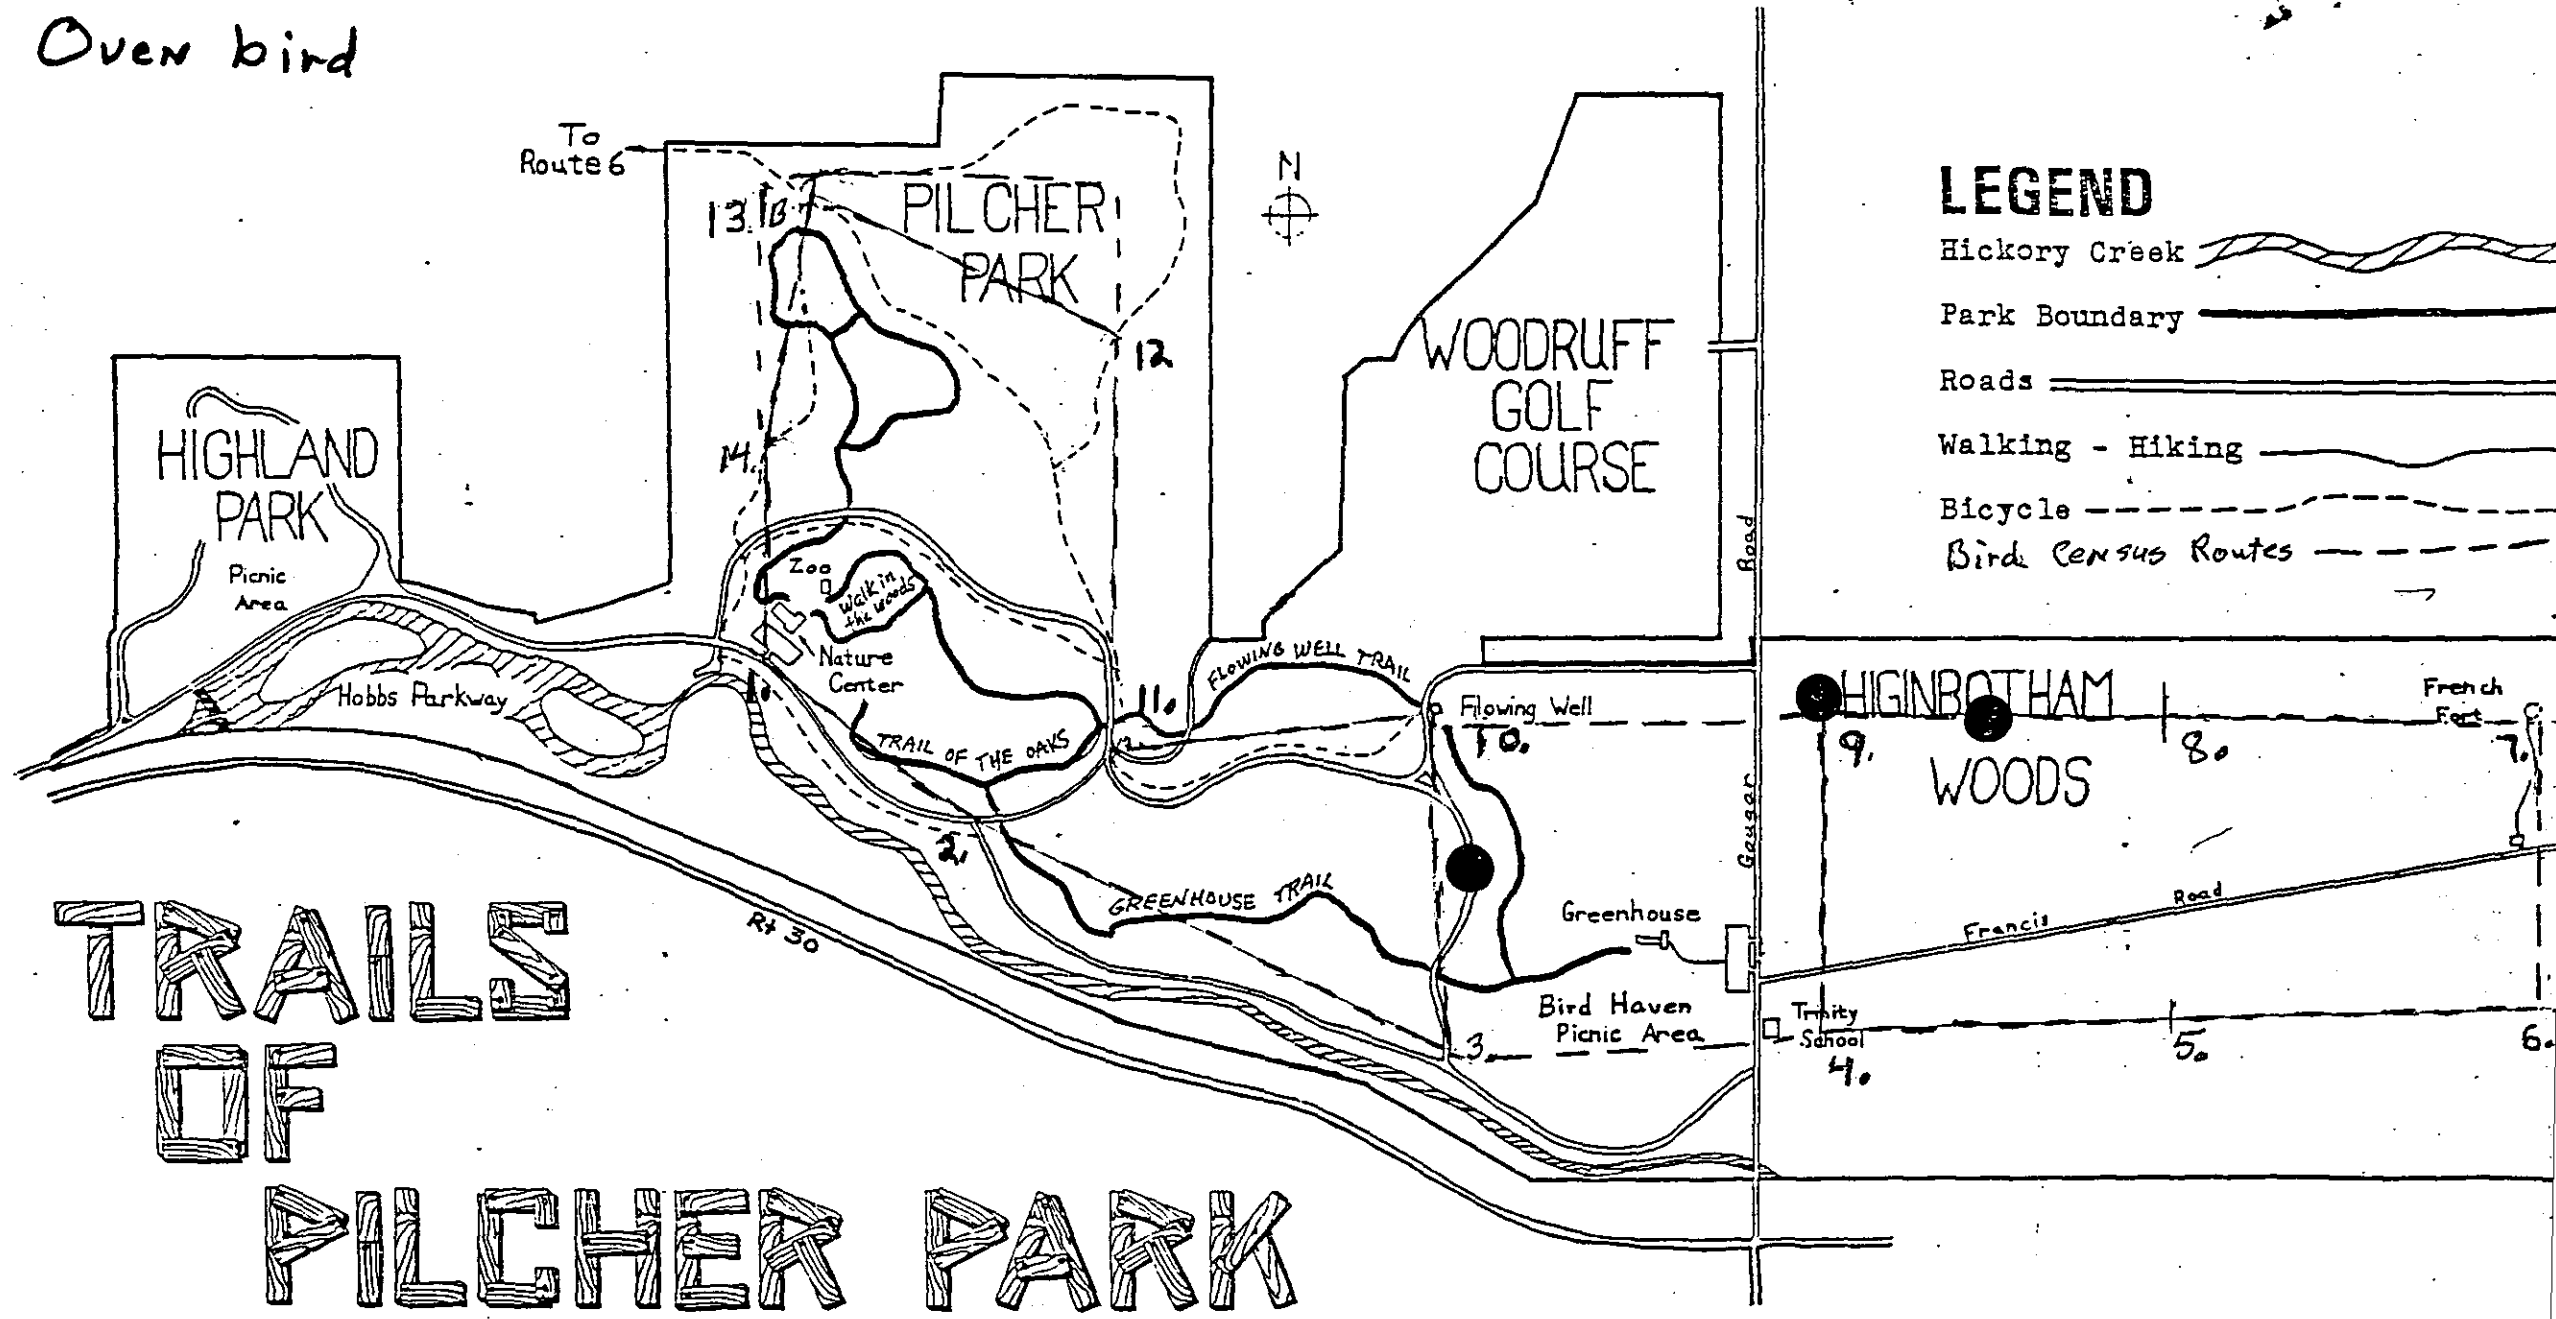 Oven bird
To
Route 6
PILCHER
PARK
N
LEGEND
Hickory Creek
Park Boundary
Roads
Walking - Hiking
Bicycle
Bird Census Routes
13.
B
12
14.
WOODRUFF
GOLF
COURSE
HIGHLAND
PARK
Picnic
Area
Hobbs Parkway
Zoo
Walk in
the woods
Nature
Center
1.
2.
TRAIL OF THE OAKS
11.
FLOWING WELL TRAIL
Flowing Well
10.
GREENHOUSE TRAIL
Greenhouse
Bird Haven
Picnic Area
3.
Gougar
Road
HIGINBOTHAM
WOODS
9.
8.
French
Fort
7.
Francis
Road
Trinity
School
4.
5.
6.
Rt 30
TRAILS
OF
PILCHER PARK